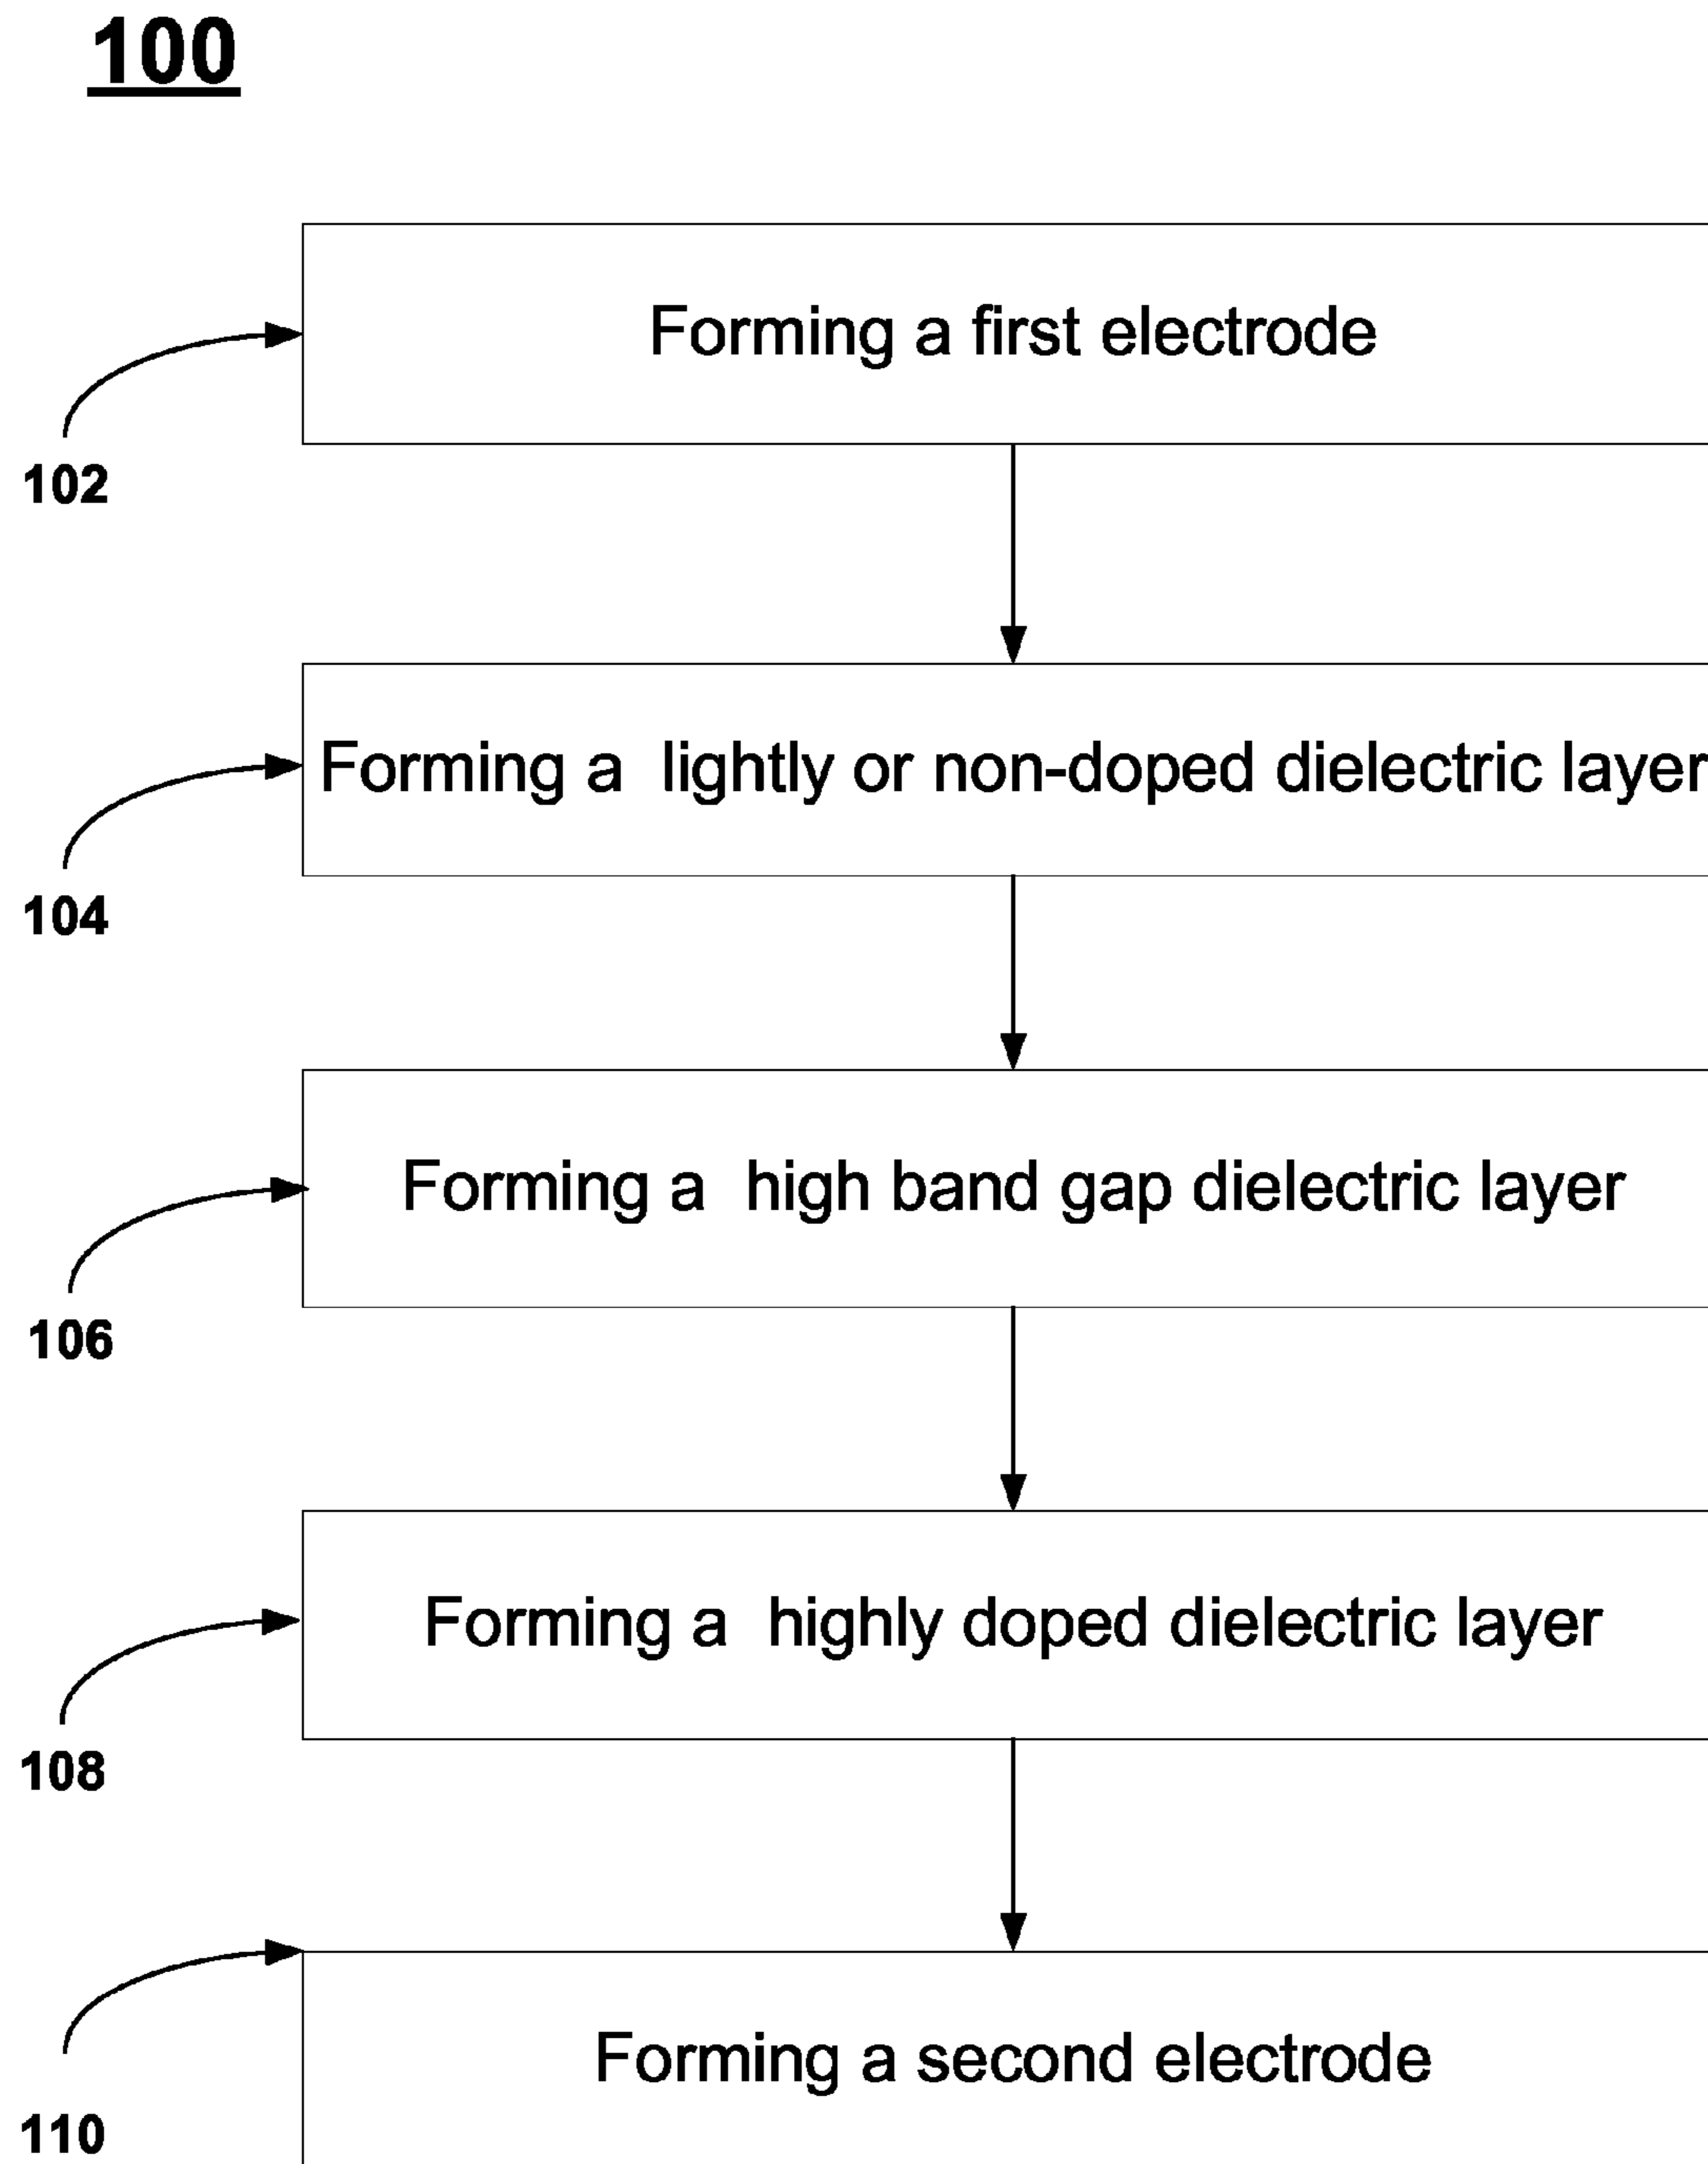 100
Forming a first electrode
102
Forming a lightly or non-doped dielectric layer
104
Forming a high band gap dielectric layer
106
Forming a highly doped dielectric layer
108
Forming a second electrode
110